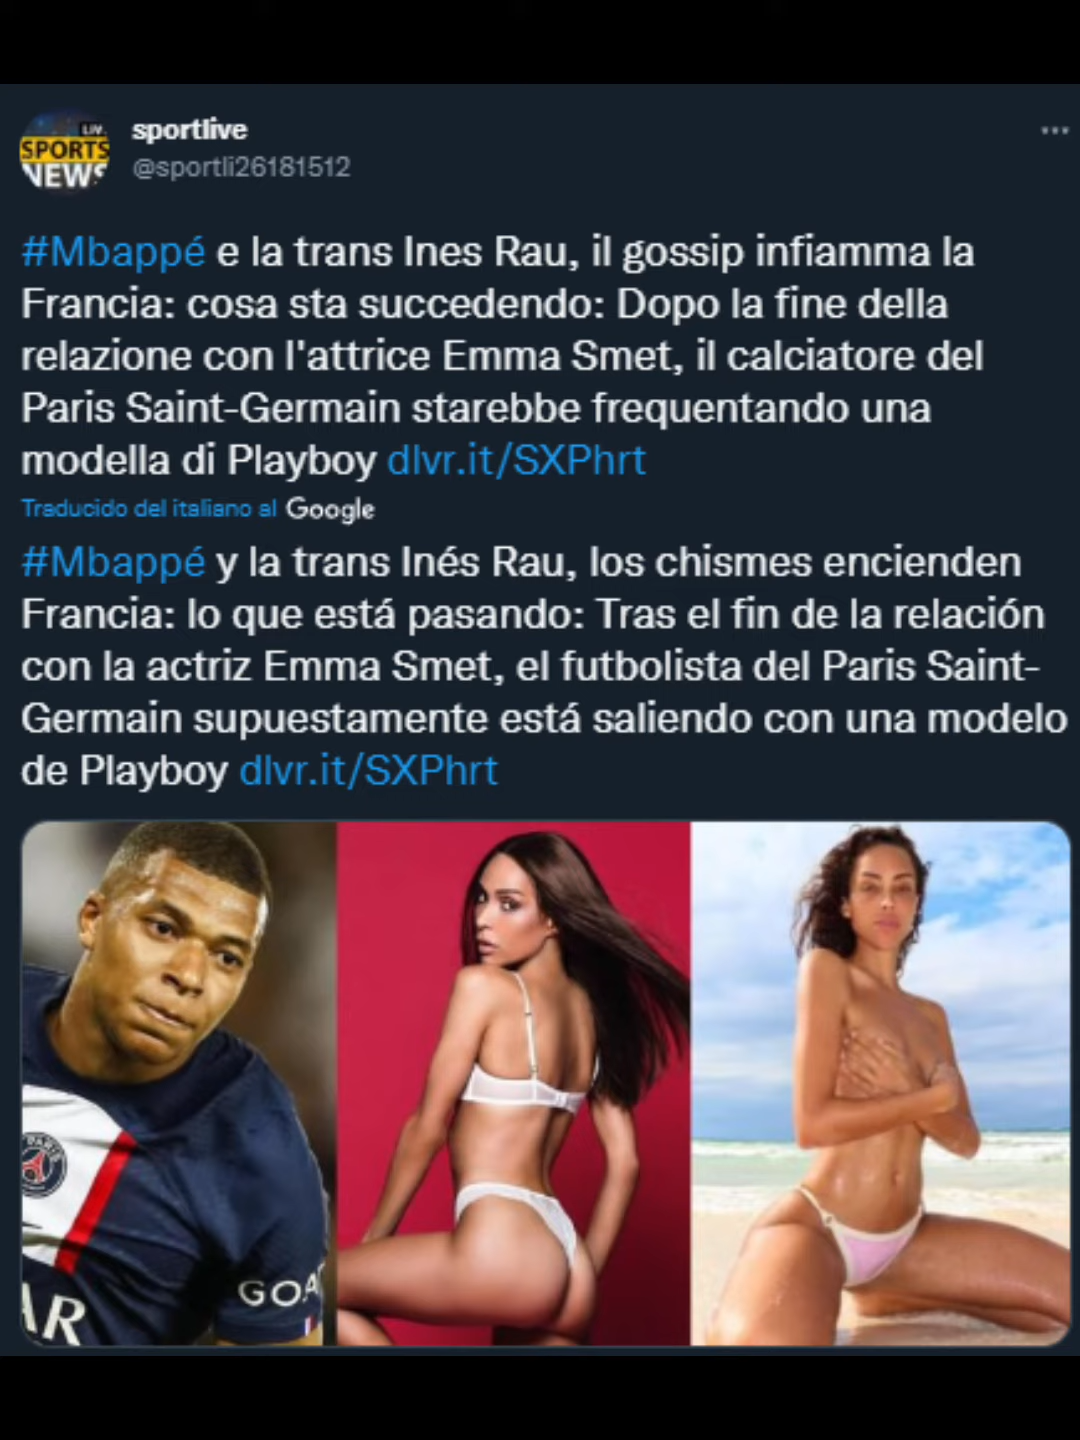 LIV
SPORTS
NEWS
sportlive
@sportli26181512
#Mbappé e la trans Ines Rau, il gossip infiamma la
Francia: cosa sta succedendo: Dopo la fine della
relazione con l'attrice Emma Smet, il calciatore del
Paris Saint-Germain starebbe frequentando una
modella di Playboy dlvr.it/SXPhrt
Traducido del italiano al Google
#Mbappé y la trans Inés Rau, los chismes encienden
Francia: lo que está pasando: Tras el fin de la relación
con la actriz Emma Smet, el futbolista del Paris Saint-
Germain supuestamente está saliendo con una modelo
de Playboy dlvr.it/SXPhrt
PARIS
GOA
AR